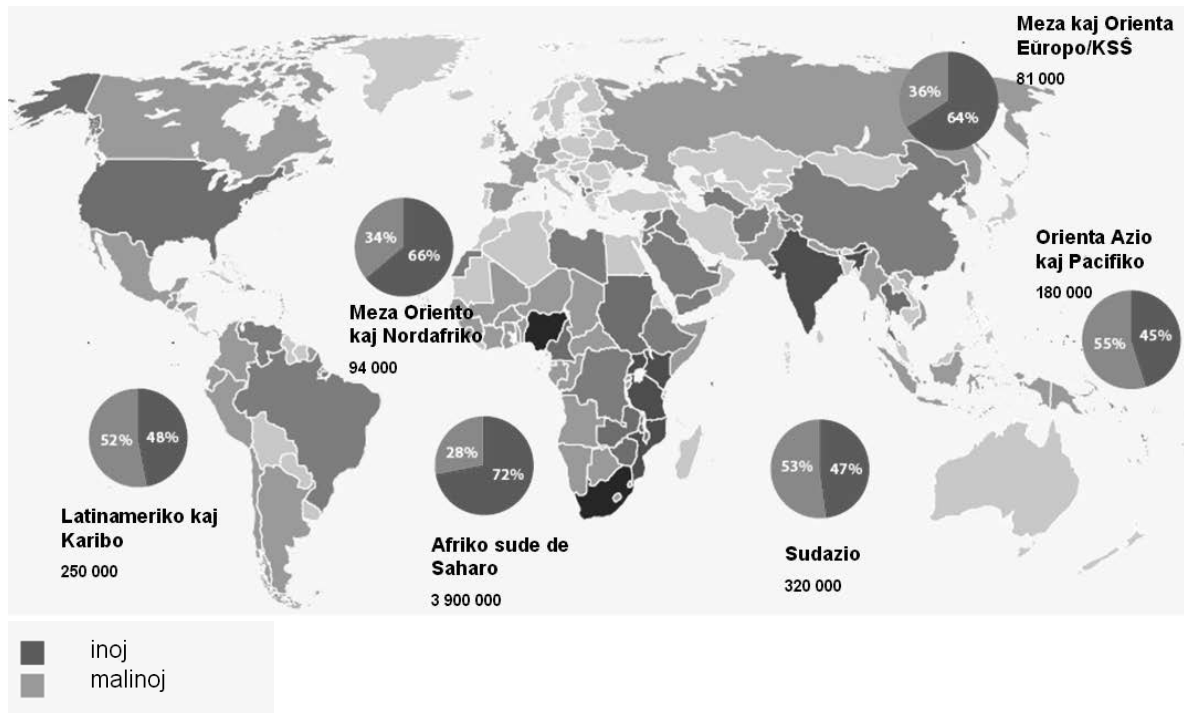 Meza kaj Orienta
Eŭropo/KSŜ
81 000
36%
64%
34%
66%
Meza Oriento
kaj Nordafriko
94 000
Orienta Azio
kaj Pacifiko
180 000
55%
45%
52%
48%
Latinameriko kaj
Karibo
250 000
28%
72%
Afriko sude de
Saharo
3 900 000
53%
47%
Sudazio
320 000
inoj
malinoj